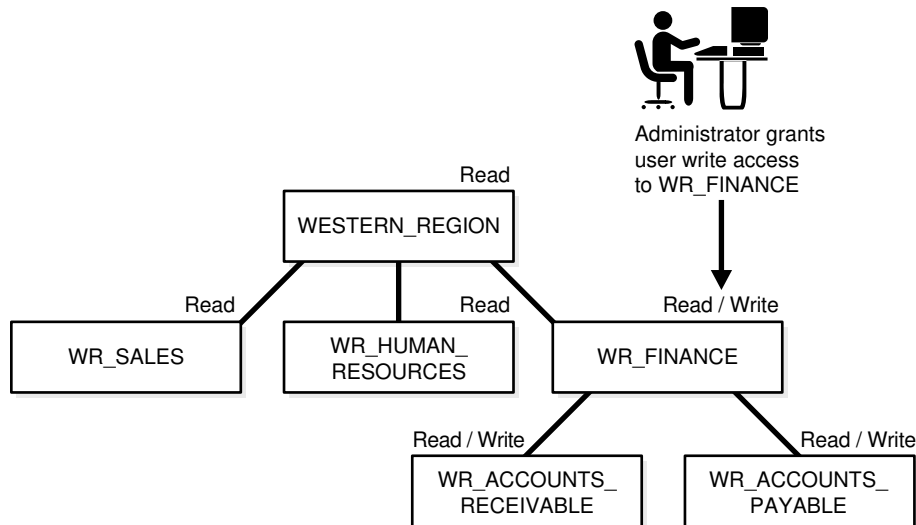 Administrator grants
user write access
to WR_FINANCE
Read
WESTERN_REGION
Read
Read
Read / Write
WR_SALES
WR_HUMAN_
RESOURCES
WR_FINANCE
Read / Write
Read / Write
WR_ACCOUNTS_
RECEIVABLE
WR_ACCOUNTS_
PAYABLE